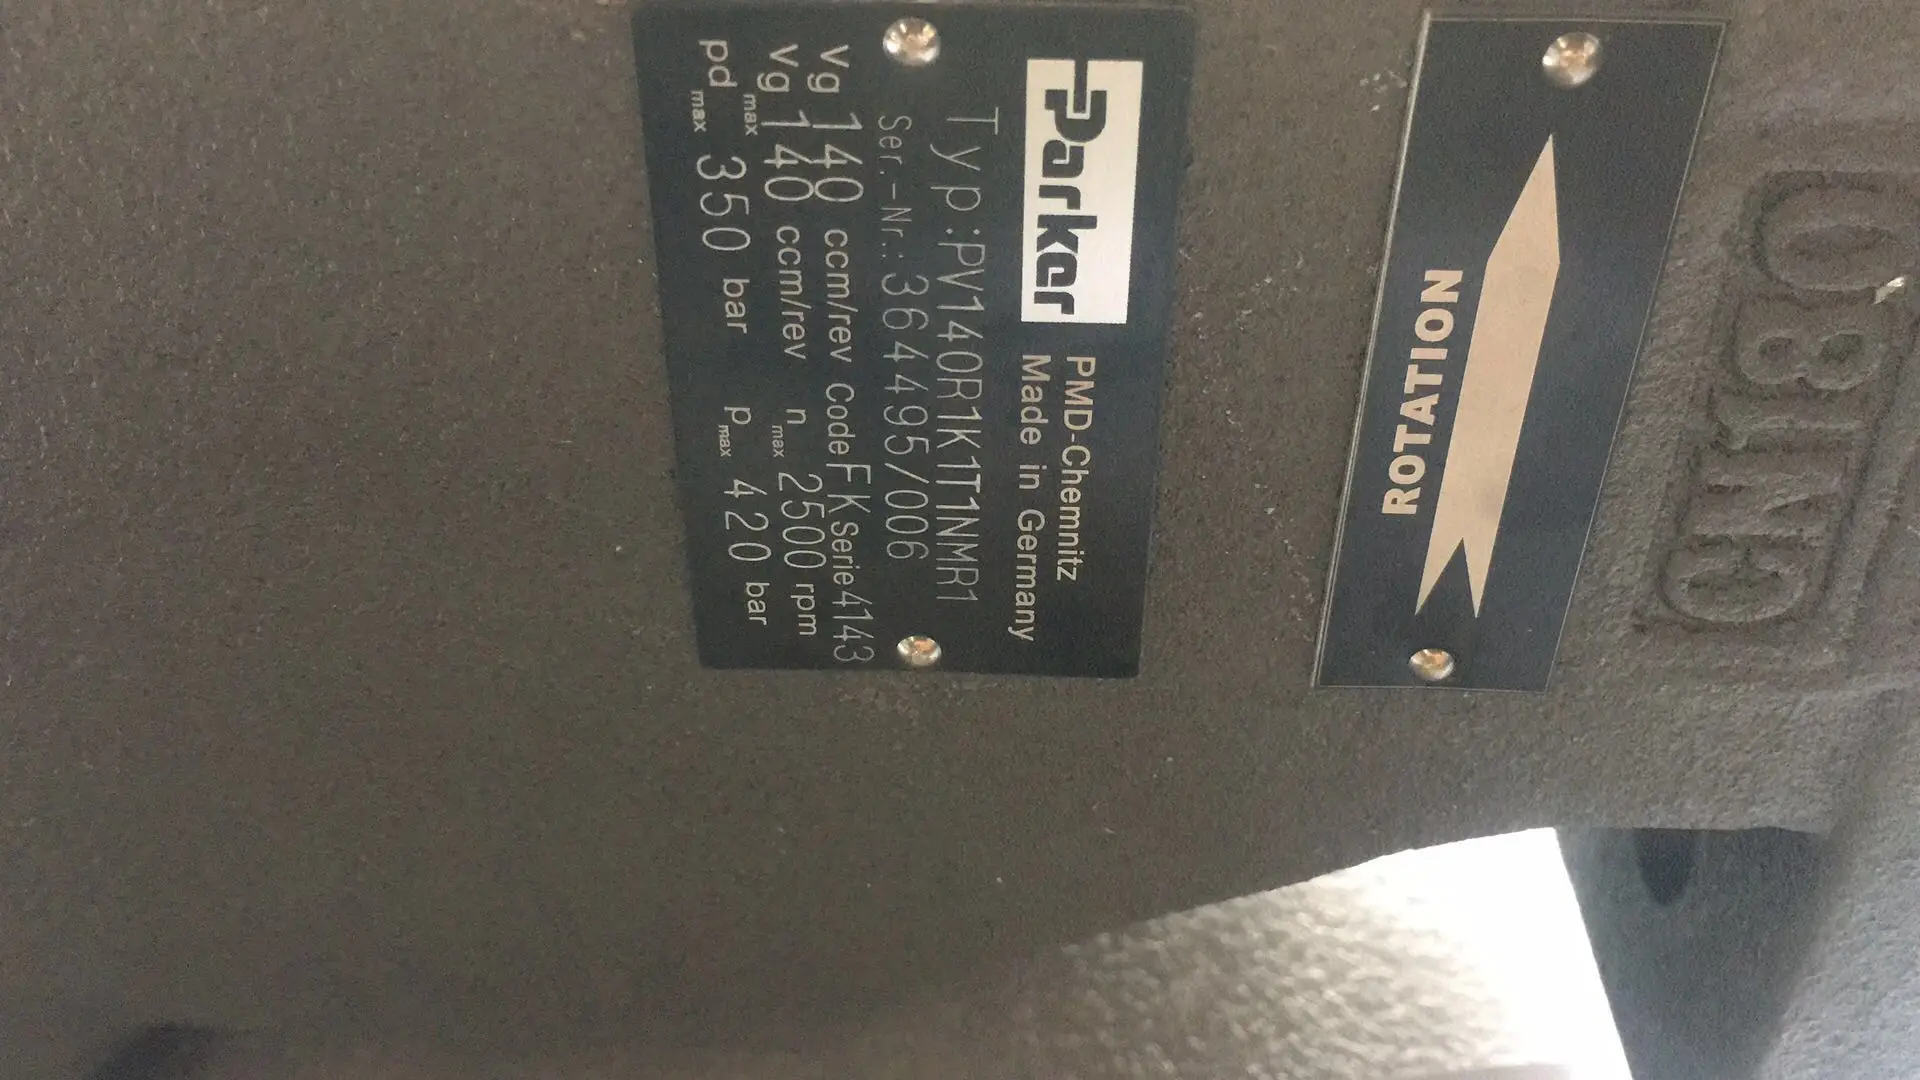 Parker
PMD-Chemnitz
Made in Germany
Typ:PV140R1K1T1NMR1
Ser.-Nr.: 364495/006
Vg 140 ccm/rev Code FK Serie 4143
Vg max 140 ccm/rev n max 2500 rpm
pd max 350 bar p max 420 bar
ROTATION